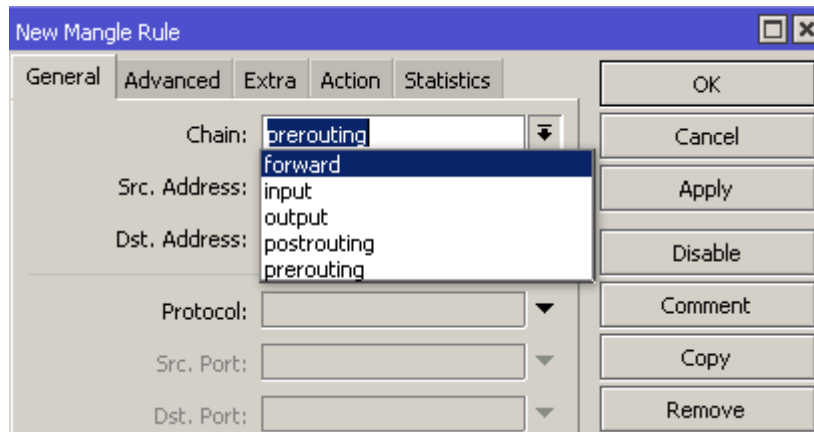 New Mangle Rule
General Advanced Extra Action Statistics
OK
Chain: prerouting
Cancel
forward
Src. Address: input
Apply
output
Dst. Address: postrouting
Disable
prerouting
Protocol:
Comment
Src. Port:
Copy
Dst. Port:
Remove